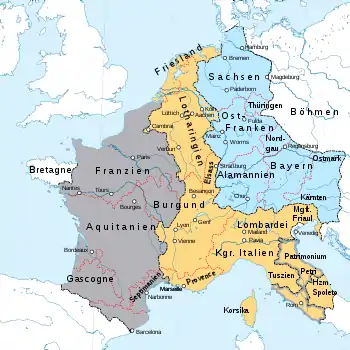 Friesland
Hamburg
Bremen
Sachsen
Magdeburg
Paderborn
Köln
Aachen
Lüttich
Thüringen
Fulda
Ost-
Franken
Böhmen
Cambrai
Lotharingien
Mainz
Worms
Nord-
gau
Regensburg
Verdun
Paris
Bretagne
Franzien
Elsass
Straßburg
Alamannien
Bayern
Ostmark
Chur
Kärnten
Nantes
Tours
Bourges
Besançon
Burgund
Aquitanien
Lyon
Genf
Vienne
Lombardei
Mailand
Pavia
Mgft.
Friaul
Venedig
Bordeaux
Kgr. Italien
Gascogne
Septimanien
Provence
Marseille
Narbonne
Patrimonium
Petri
Tuszien
Hzm.
Spoleto
Korsika
Rom
Barcelona